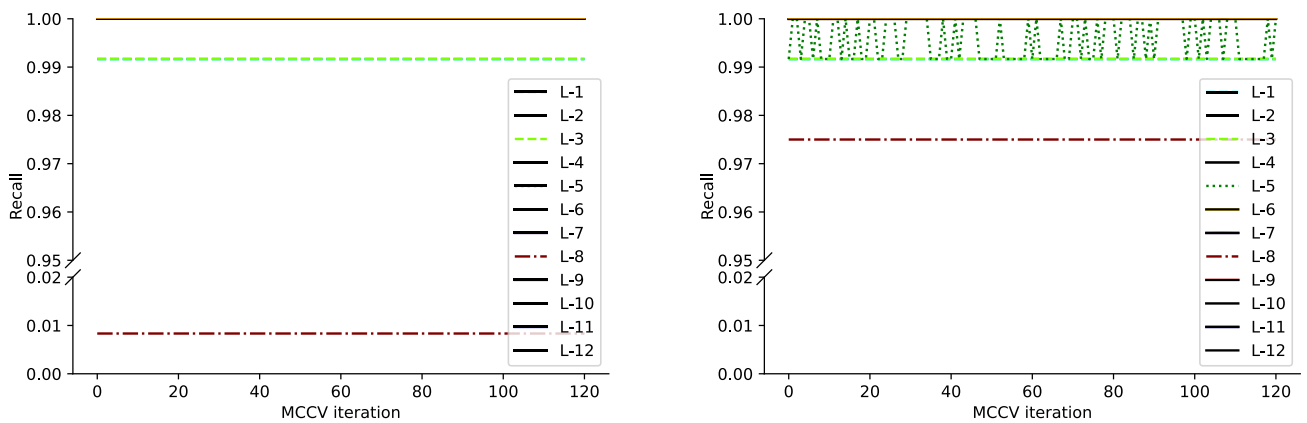 1.00
0.99
0.98
0.97
0.96
0.95
0.02
0.01
0.00
Recall
0 20 40 60 80 100 120
MCCV iteration
L-1
L-2
L-3
L-4
L-5
L-6
L-7
L-8
L-9
L-10
L-11
L-12
1.00
0.99
0.98
0.97
0.96
0.95
0.02
0.01
0.00
Recall
0 20 40 60 80 100 120
MCCV iteration
L-1
L-2
L-3
L-4
L-5
L-6
L-7
L-8
L-9
L-10
L-11
L-12